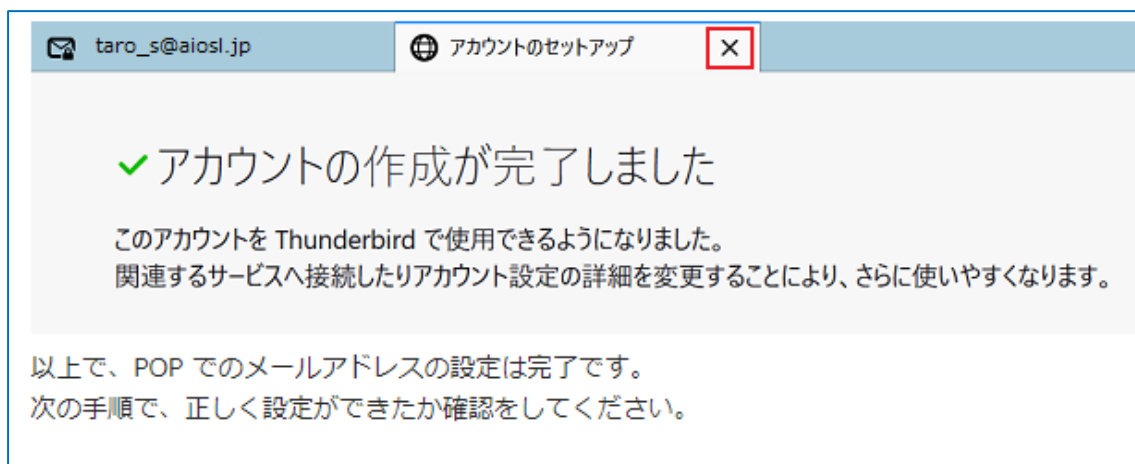 taro_s@aiosl.jp アカウントのセットアップ
アカウントの作成が完了しました
このアカウントを Thunderbird で使用できるようになりました。
関連するサービスへ接続したりアカウント設定の詳細を変更することにより、さらに使いやすくなります。
以上で、POP でのメールアドレスの設定は完了です。
次の手順で、正しく設定ができたか確認をしてください。